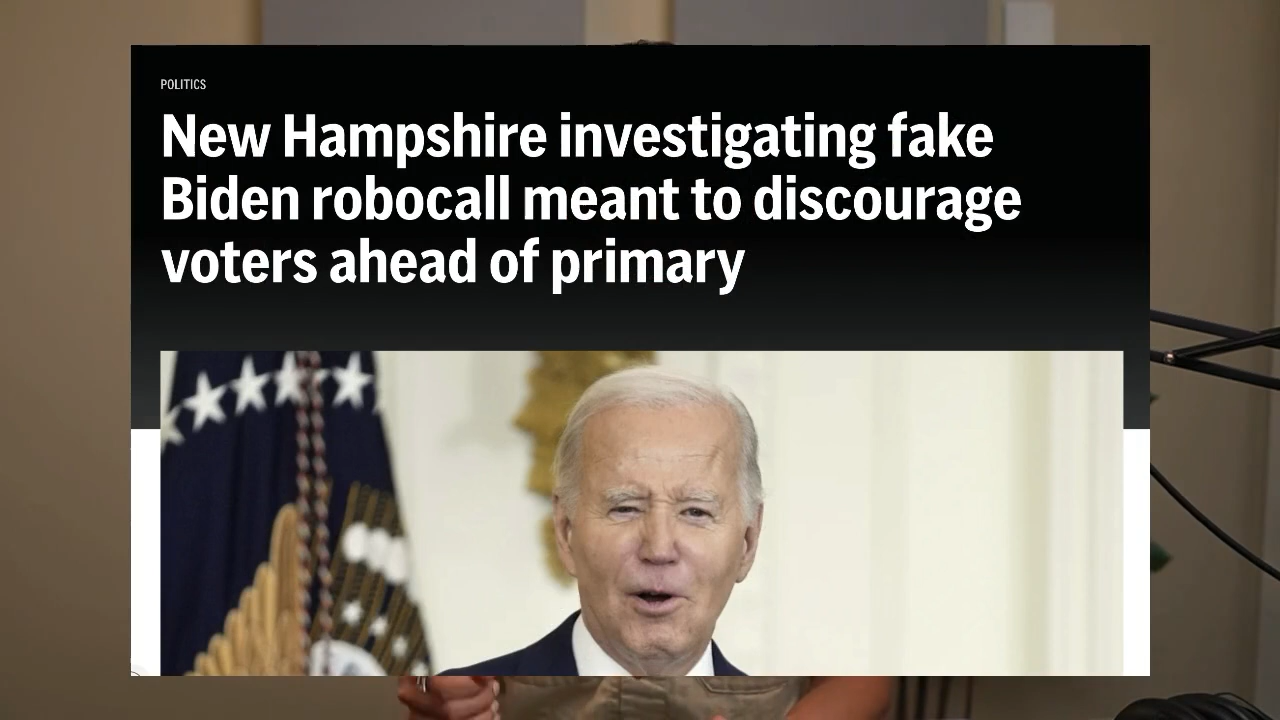 POLITICS
New Hampshire investigating fake
Biden robocall meant to discourage
voters ahead of primary